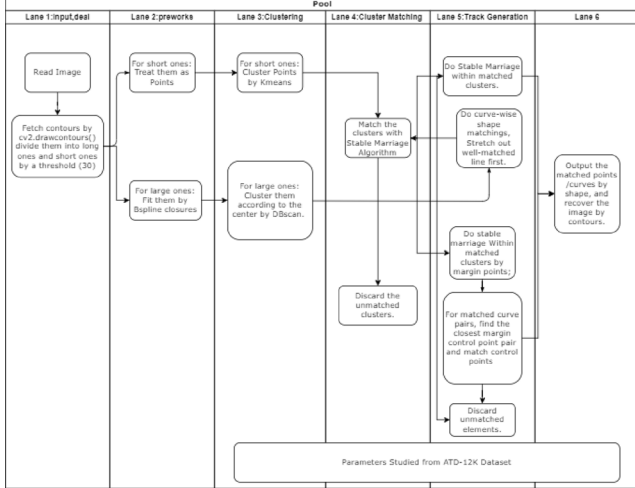 Pool
Lane 1:input,deal
Lane 2:preworks
Lane 3:Clustering
Lane 4:Cluster Matching
Lane 5:Track Generation
Lane 6
Read Image
Fetch contours by
cv2.drawcontours()
divide them into long
ones and short ones
by a threshold (30)
For short ones:
Treat them as
Points
For large ones:
Fit them by
Bspline closures
For short ones:
Cluster Points
by Kmeans
For large ones:
Cluster them
according to the
center by DBscan.
Match the
clusters with
Stable Marriage
Algorithm
Discard the
unmatched
clusters.
Do Stable Marriage
within matched
clusters.
Do curve-wise
shape
matchings,
Stretch out
well-matched
line first.
Do stable
marriage Within
matched
clusters by
margin points;
For matched curve
pairs, find the
closest margin
control point pair
and match control
points
Discard
unmatched
elements.
Output the
matched points
/curves by
shape, and
recover the
image by
contours.
Parameters Studied from ATD-12K Dataset